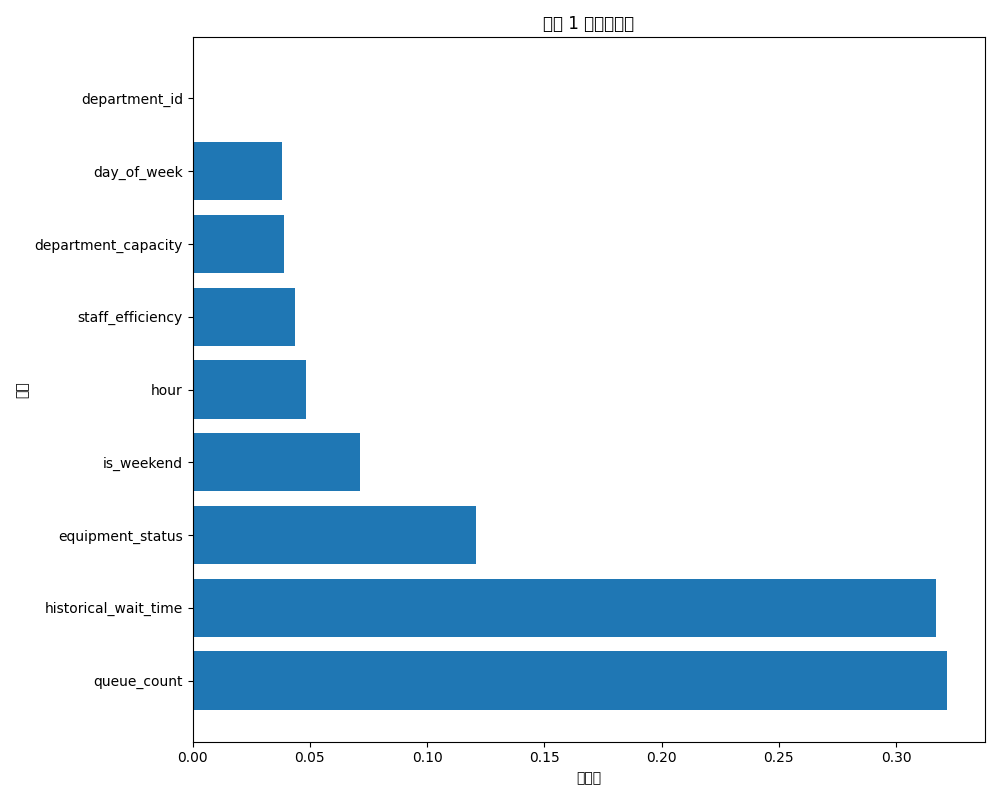 1
department_id
day_of_week
department_capacity
staff_efficiency
hour
is_weekend
equipment_status
historical_wait_time
queue_count
0.00 0.05 0.10 0.15 0.20 0.25 0.30